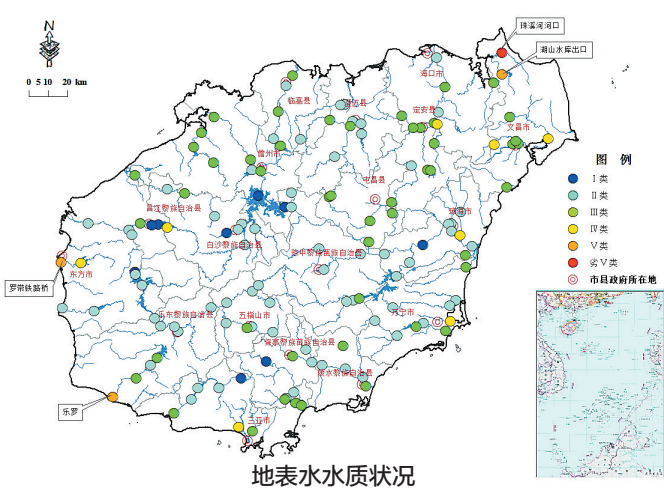 珠溪河河口
湖山水库出口
N
0 5 10 20 km
海口市
临高县
澄迈县
定安县
文昌市
儋州市
屯昌县
昌江黎族自治县
琼海市
白沙黎族自治县
琼中黎族苗族自治县
东方市
罗带铁路桥
乐东黎族自治县
五指山市
万宁市
保亭黎族苗族自治县
陵水黎族自治县
乐罗
三亚市
图 例
Ⅰ类
Ⅱ类
Ⅲ类
Ⅳ类
Ⅴ类
劣Ⅴ类
市县政府所在地
地表水水质状况